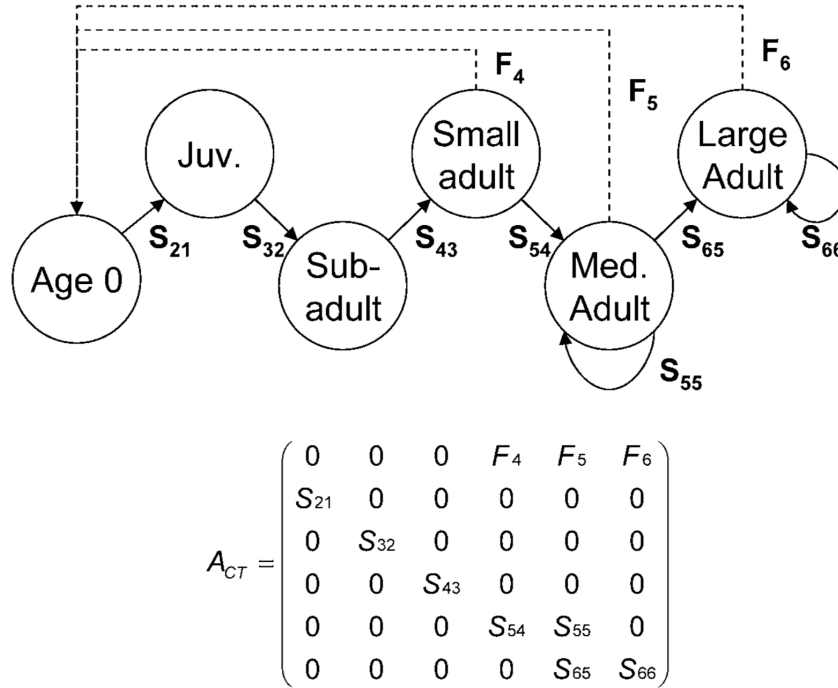 F4
F5
F6
Juv.
Small
adult
Large
Adult
S21
S32
S43
S54
S65
S66
Age 0
Sub-
adult
Med.
Adult
S55
ACT =
0 0 0 F4 F5 F6
S21 0 0 0 0 0
0 S32 0 0 0 0
0 0 S43 0 0 0
0 0 0 S54 S55 0
0 0 0 0 S65 S66